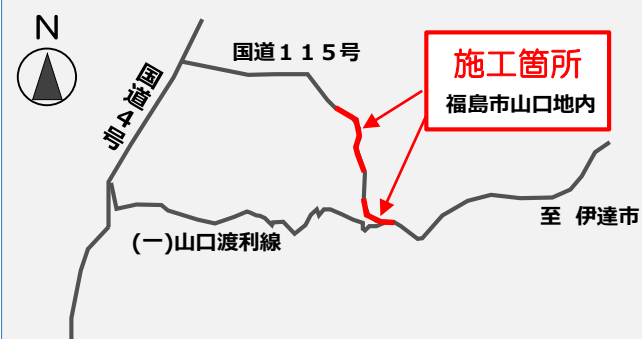 N
国道１１５号
施工箇所
福島市山口地内
国道４号
至 伊達市
(一)山口渡利線